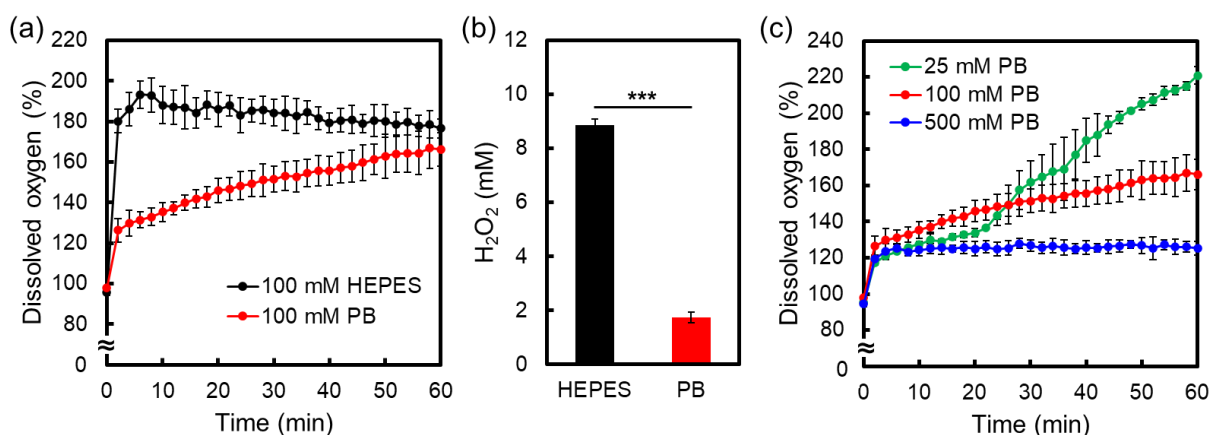 (a)
220
200
180
160
140
120
100
80
0
≈
Dissolved oxygen (%)
100 mM HEPES
100 mM PB
0 10 20 30 40 50 60
Time (min)
(b)
12
10
8
6
4
2
0
H₂O₂ (mM)
***
HEPES PB
(c)
240
220
200
180
160
140
120
100
80
0
≈
Dissolved oxygen (%)
25 mM PB
100 mM PB
500 mM PB
0 10 20 30 40 50 60
Time (min)